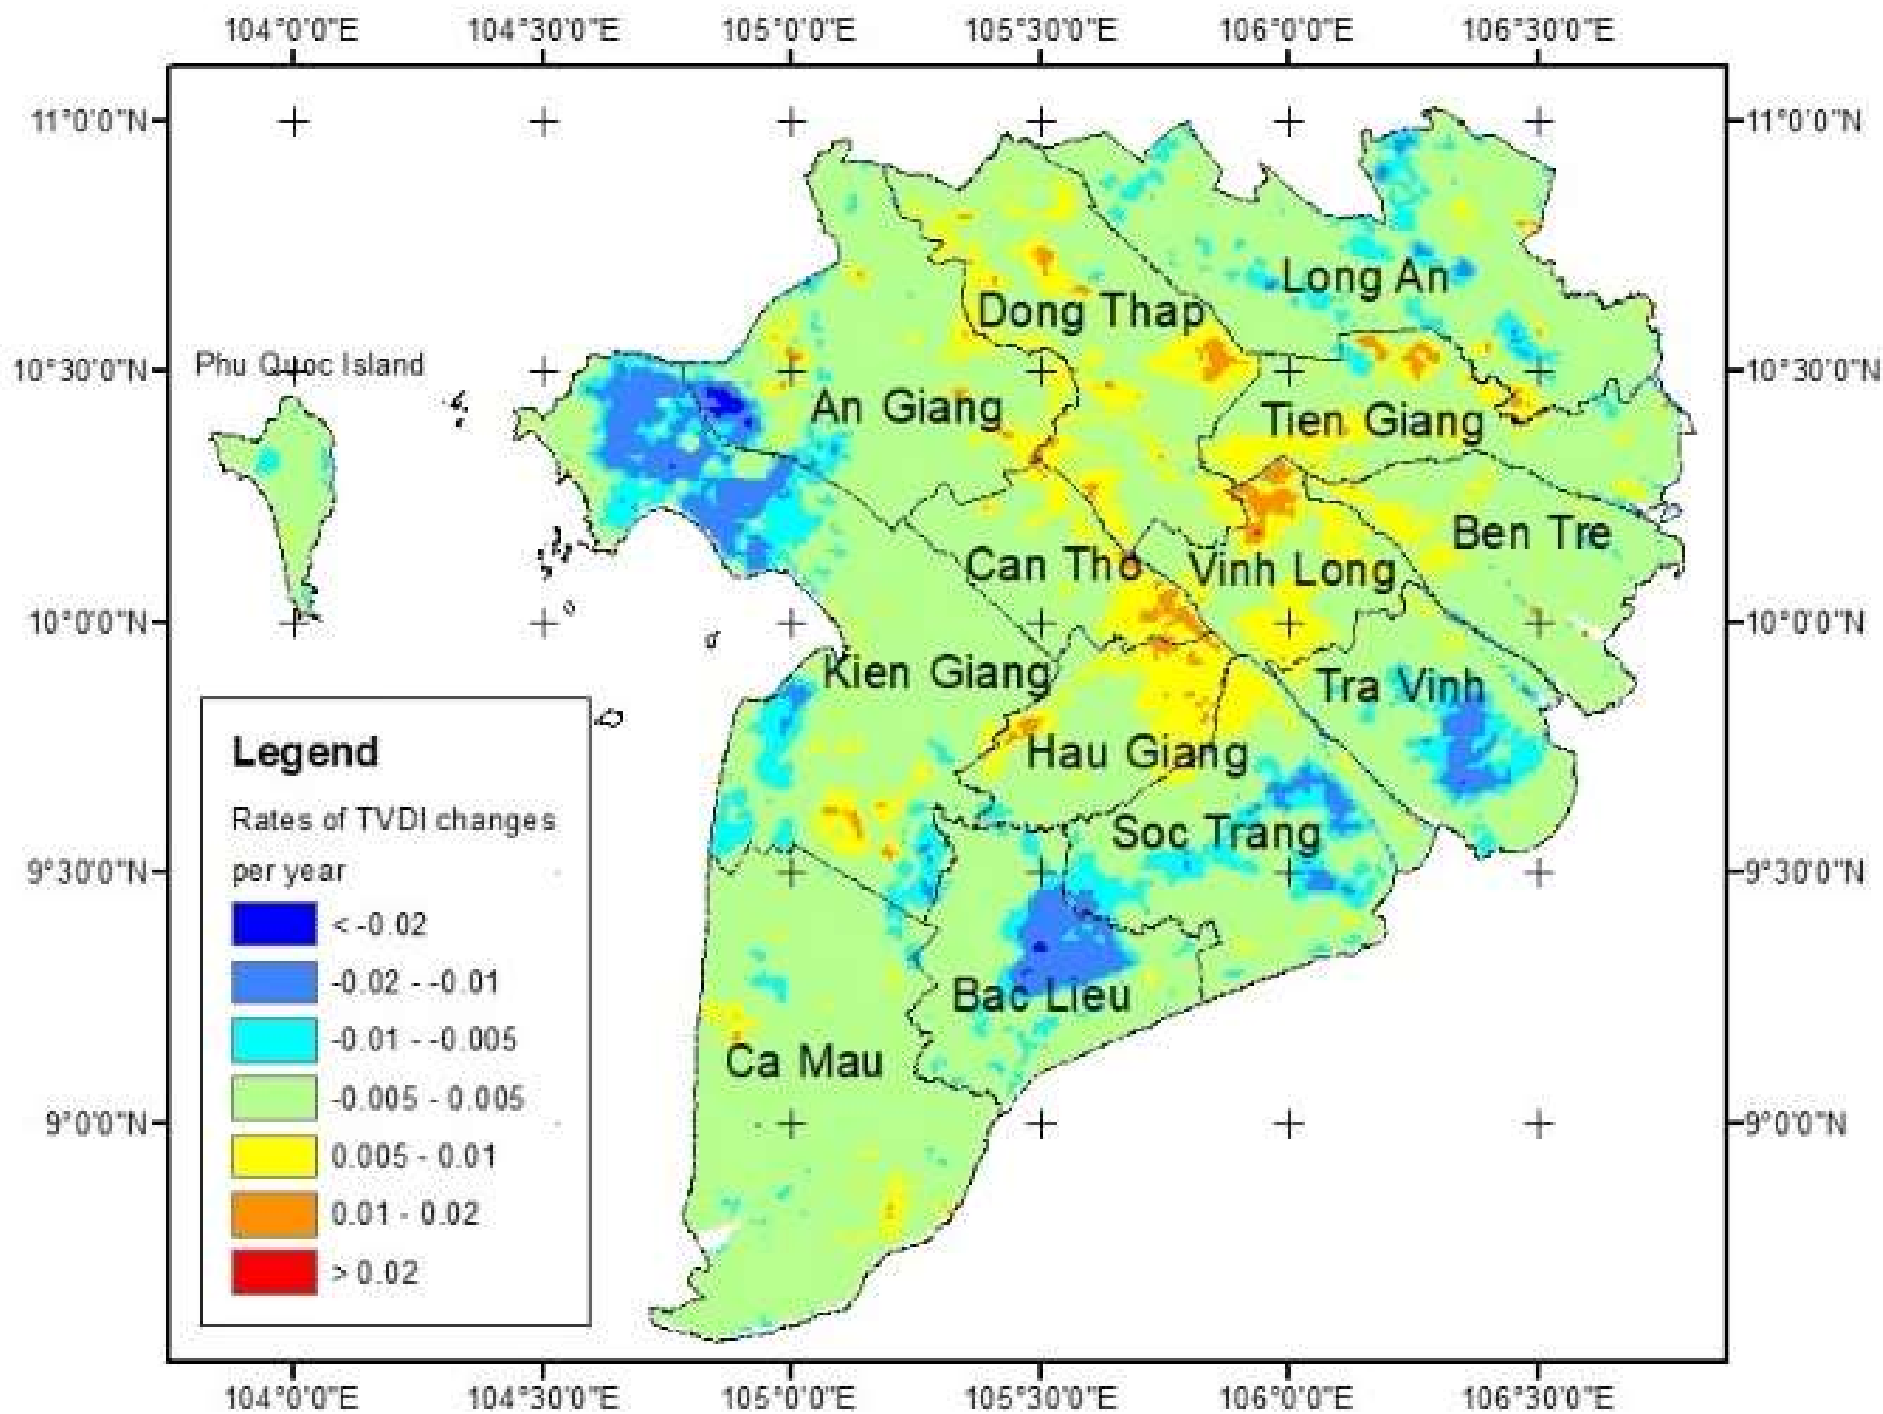 104°0'0"E 104°30'0"E 105°0'0"E 105°30'0"E 106°0'0"E 106°30'0"E
11°0'0"N 11°0'0"N
Long An
Dong Thap
Phu Quoc Island
10°30'0"N 10°30'0"N
An Giang Tien Giang
Ben Tre
Can Tho Vinh Long
10°0'0"N 10°0'0"N
Kien Giang Tra Vinh
Hau Giang
Soc Trang
9°30'0"N 9°30'0"N
Bac Lieu
Ca Mau
9°0'0"N 9°0'0"N
Legend
Rates of TVDI changes
per year
< -0.02
-0.02 - -0.01
-0.01 - -0.005
-0.005 - 0.005
0.005 - 0.01
0.01 - 0.02
> 0.02
104°0'0"E 104°30'0"E 105°0'0"E 105°30'0"E 106°0'0"E 106°30'0"E